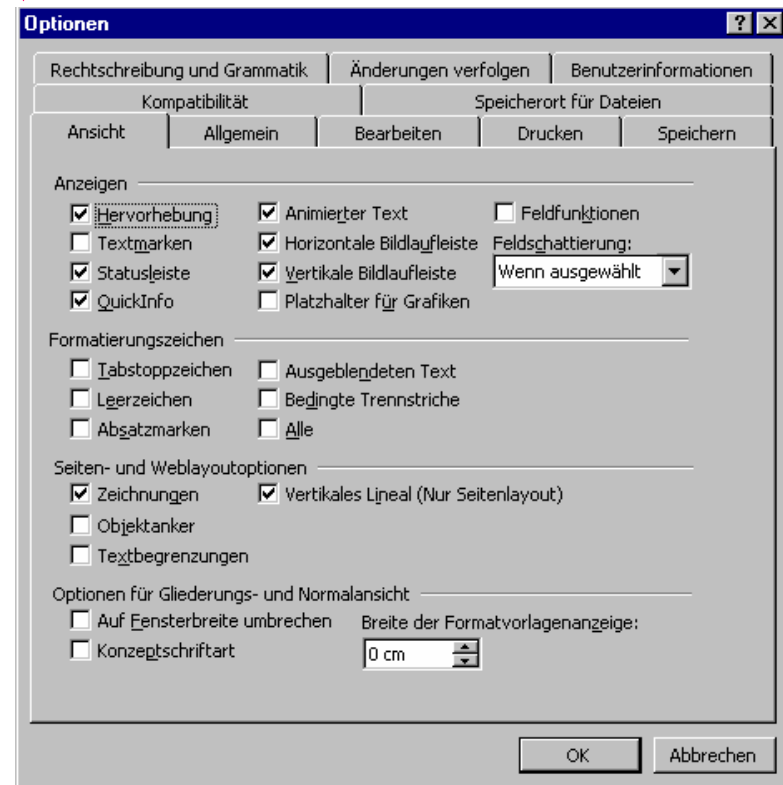 Optionen
Rechtschreibung und Grammatik Änderungen verfolgen Benutzerinformationen
Kompatibilität Speicherort für Dateien
Ansicht Allgemein Bearbeiten Drucken Speichern
Anzeigen
Hervorhebung Animierter Text Feldfunktionen
Textmarken Horizontale Bildlaufleiste Feldschattierung:
Statusleiste Vertikale Bildlaufleiste Wenn ausgewählt
QuickInfo Platzhalter für Grafiken
Formatierungszeichen
Tabstoppzeichen Ausgeblendeten Text
Leerzeichen Bedingte Trennstriche
Absatzmarken Alle
Seiten- und Weblayoutoptionen
Zeichnungen Vertikales Lineal (Nur Seitenlayout)
Objektanker
Textbegrenzungen
Optionen für Gliederungs- und Normalansicht
Auf Fensterbreite umbrechen Breite der Formatvorlagenanzeige:
Konzeptschriftart 0 cm
OK Abbrechen